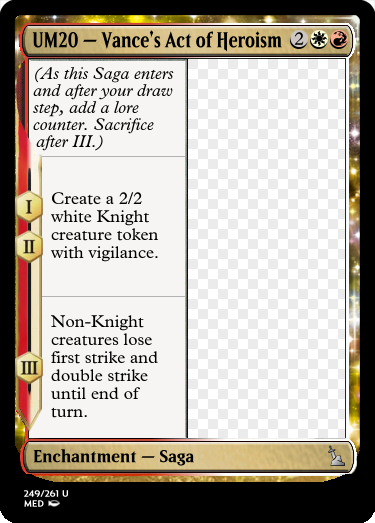 UM20 — Vance's Act of Heroism 2
(As this Saga enters
and after your draw
step, add a lore
counter. Sacrifice
after III.)
I
II
Create a 2/2
white Knight
creature token
with vigilance.
III
Non-Knight
creatures lose
first strike and
double strike
until end of
turn.
Enchantment — Saga
249/261 U
MED